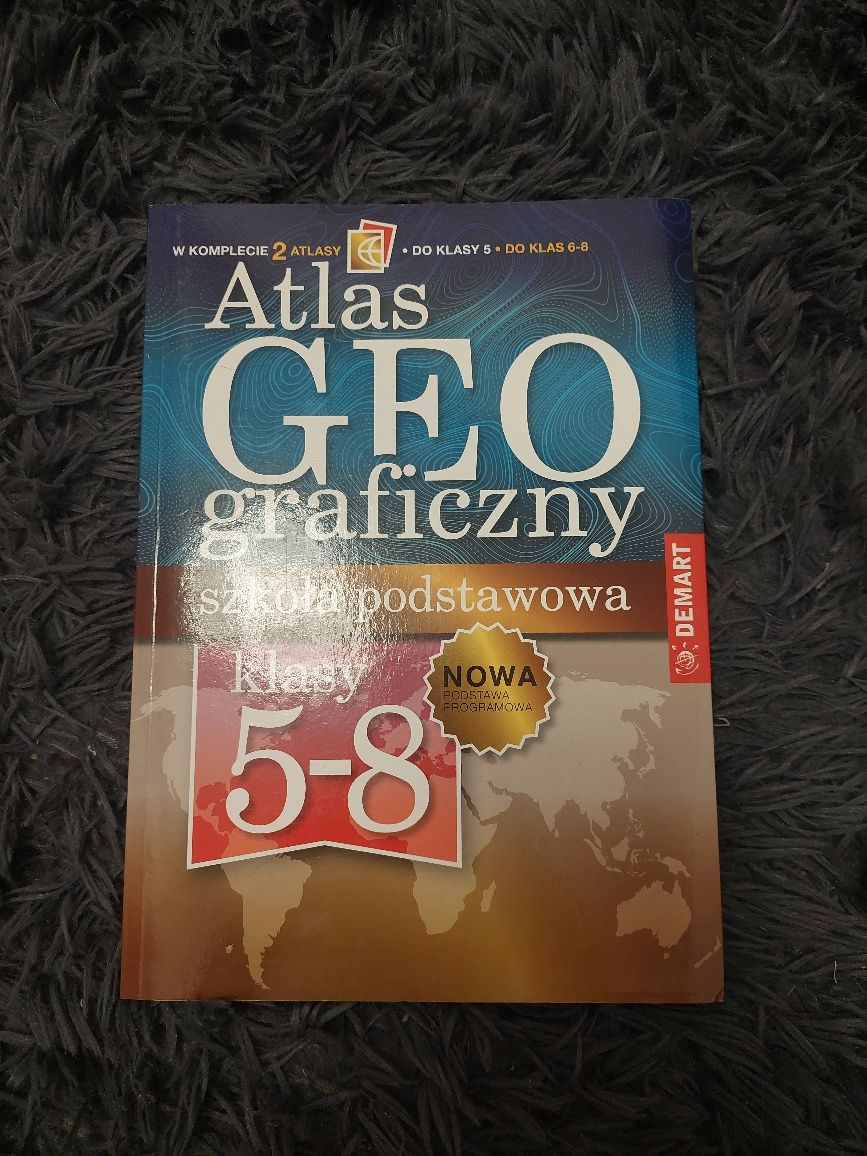 W KOMPLECIE 2 ATLASY • DO KLASY 5 • DO KLAS 6-8
Atlas
GEO
graficzny
szkoła podstawowa
DEMART
klasy
5-8
NOWA
PODSTAWA
PROGRAMOWA